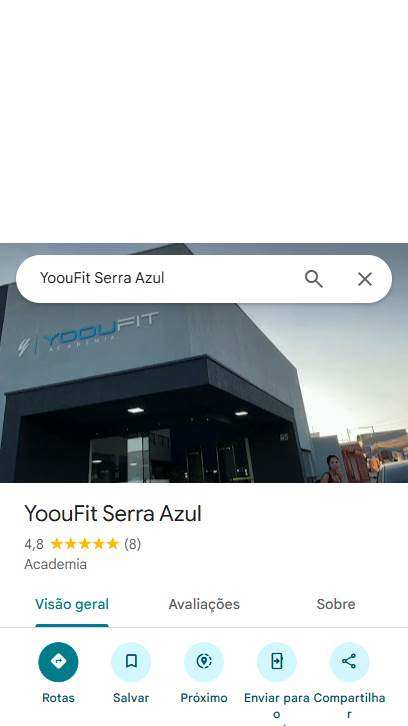 YoouFit Serra Azul
YOOUFIT
ACADEMIA
YoouFit Serra Azul
4,8 ★★★★★ (8)
Academia
Visão geral Avaliações Sobre
Rotas Salvar Próximo Enviar para Compartilha
o r